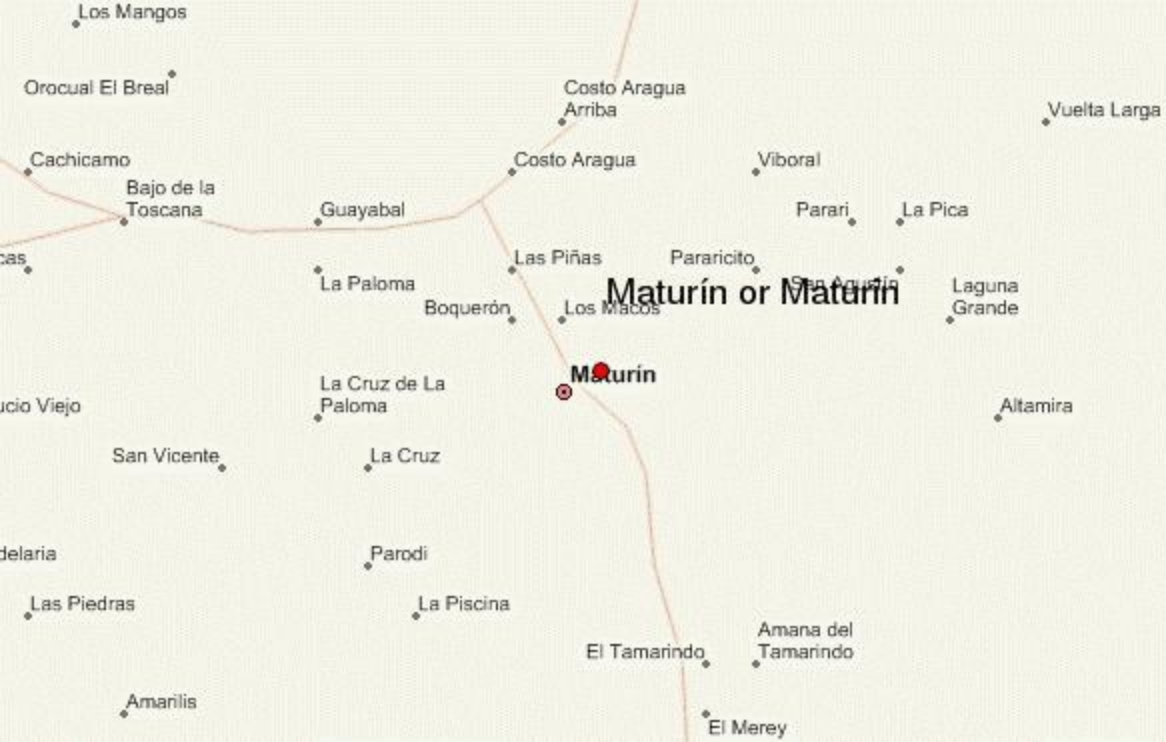 Los Mangos
Orocual El Breal
Costo Aragua
Arriba
Vuelta Larga
Cachicamo
Costo Aragua
Viboral
Bajo de la
Toscana
Guayabal
Parari
La Pica
cas
Las Piñas
Pararicito
La Paloma
San Agustín
Laguna
Grande
Maturín or Maturin
Boquerón
Los Macos
Maturín
La Cruz de La
Paloma
ucio Viejo
Altamira
San Vicente
La Cruz
delaria
Parodi
Las Piedras
La Piscina
Amana del
Tamarindo
El Tamarindo
Amarilis
El Merey